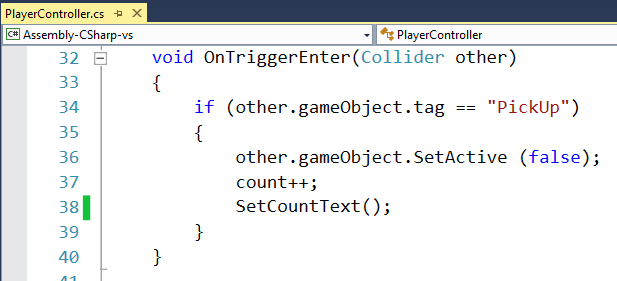 PlayerController.cs
C# Assembly-CSharp-vs PlayerController
32 void OnTriggerEnter(Collider other)
33 {
34 if (other.gameObject.tag == "PickUp")
35 {
36 other.gameObject.SetActive (false);
37 count++;
38 SetCountText();
39 }
40 }
41